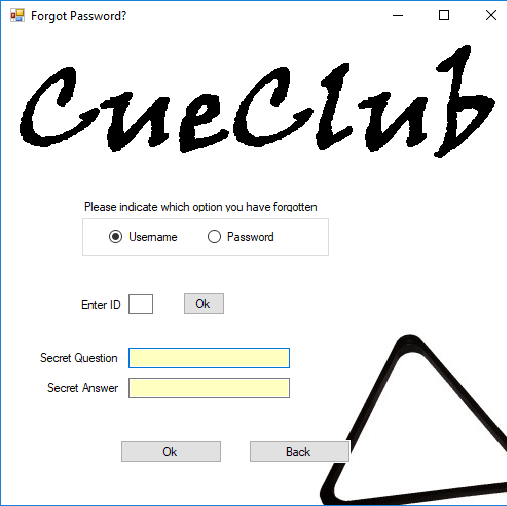 Forgot Password?
CueClub
Please indicate which option you have forgotten
Username Password
Enter ID Ok
Secret Question
Secret Answer
Ok Back